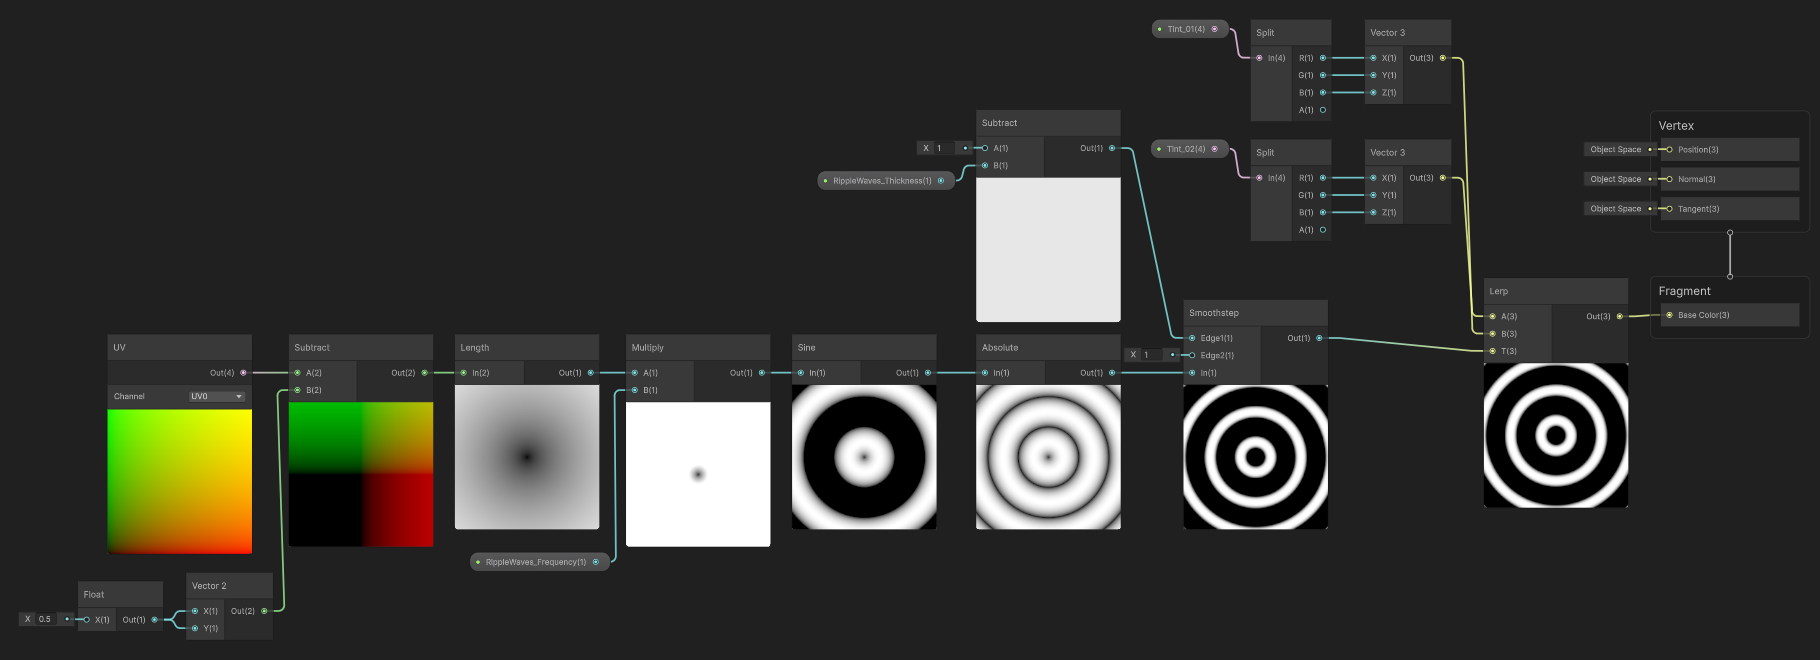 Tint_01(4)
Split
In(4)
R(1)
G(1)
B(1)
A(1)
Vector 3
X(1)
Y(1)
Z(1)
Out(3)
Subtract
X 1
A(1)
B(1)
Out(1)
RippleWaves_Thickness(1)
Tint_02(4)
Split
In(4)
R(1)
G(1)
B(1)
A(1)
Vector 3
X(1)
Y(1)
Z(1)
Out(3)
Vertex
Object Space
Position(3)
Object Space
Normal(3)
Object Space
Tangent(3)
Fragment
Base Color(3)
Lerp
A(3)
B(3)
T(3)
Out(3)
Smoothstep
Edge1(1)
X 1
Edge2(1)
In(1)
Out(1)
UV
Out(4)
Channel
UV0
Subtract
A(2)
B(2)
Out(2)
Length
In(2)
Out(1)
Multiply
A(1)
B(1)
Out(1)
Sine
In(1)
Out(1)
Absolute
In(1)
Out(1)
RippleWaves_Frequency(1)
Float
X 0.5
X(1)
Out(1)
Vector 2
X(1)
Y(1)
Out(2)